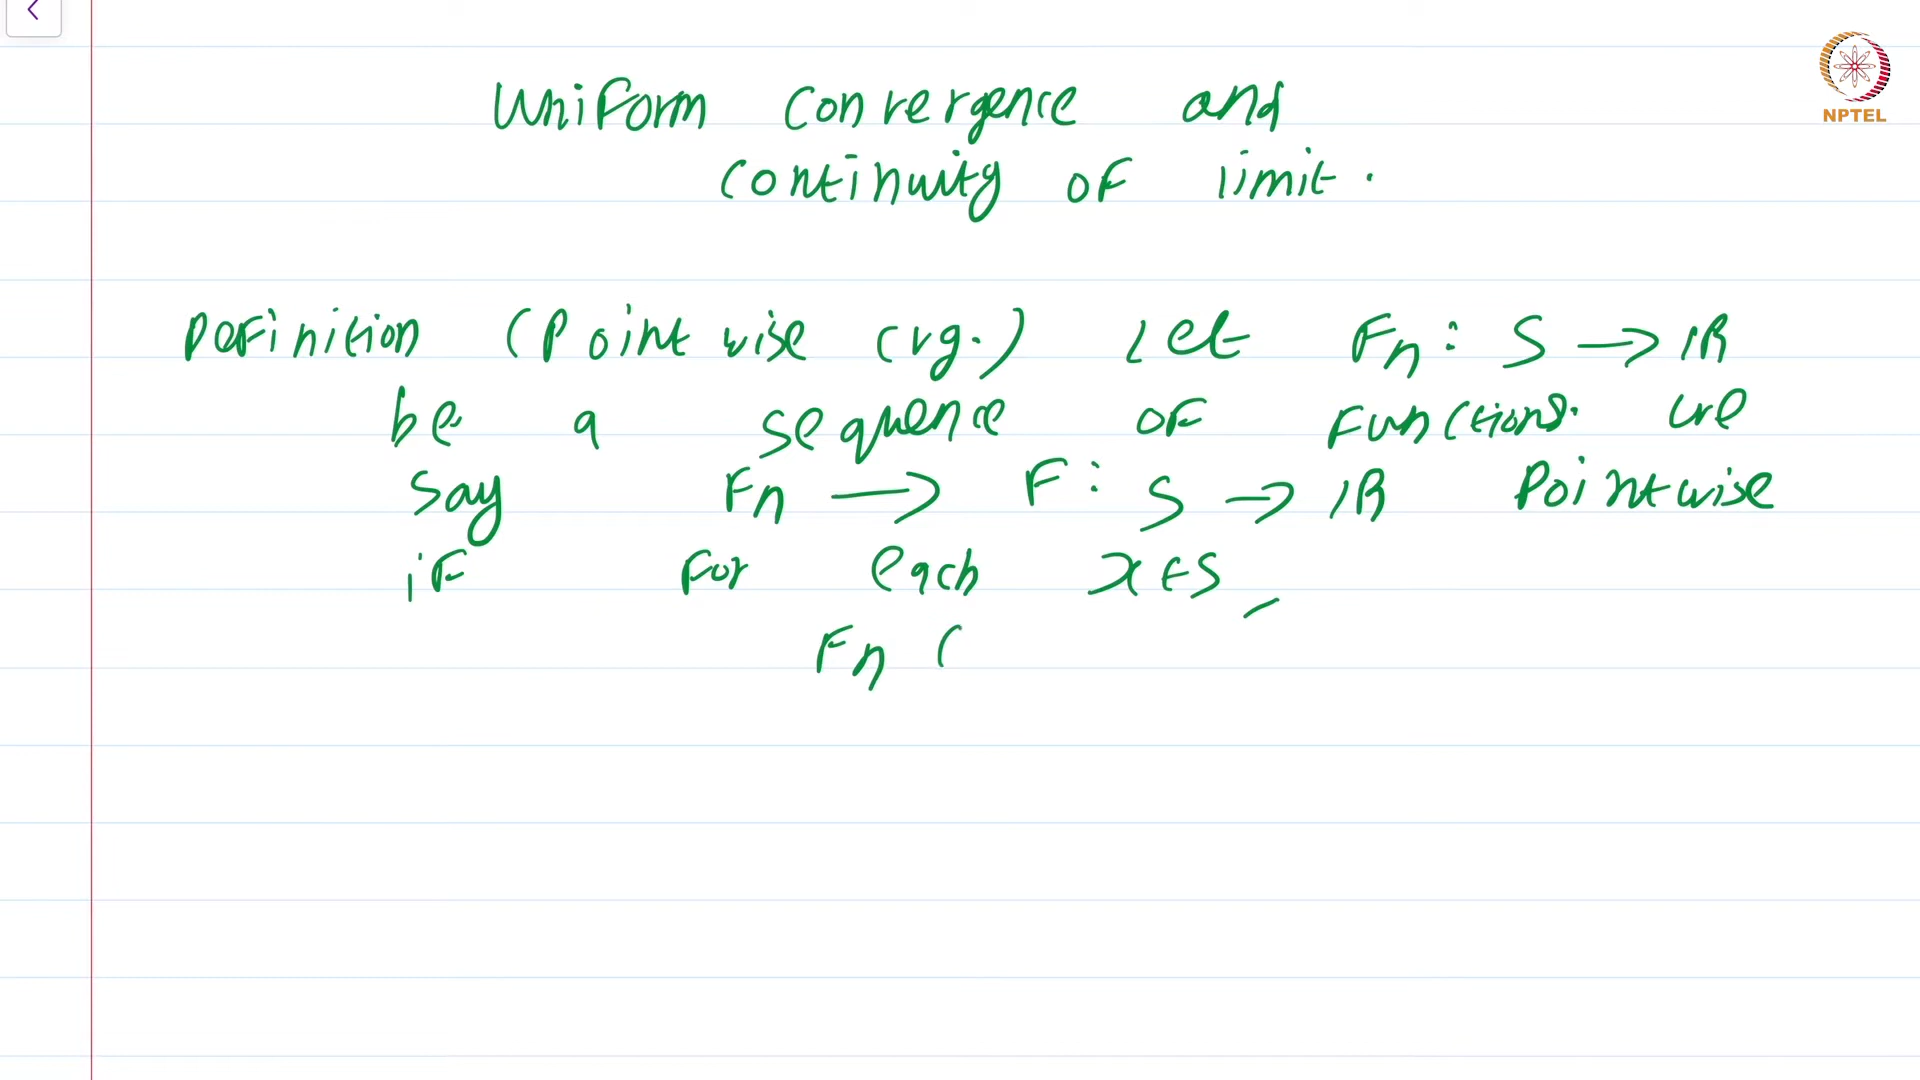 Uniform convergence and
continuity of limit.
NPTEL
Definition (Pointwise cvg.) Let Fn : S → ℝ
be a sequence of functions. We
say Fn → F : S → ℝ Pointwise
if for each x ∈ S,
Fn (